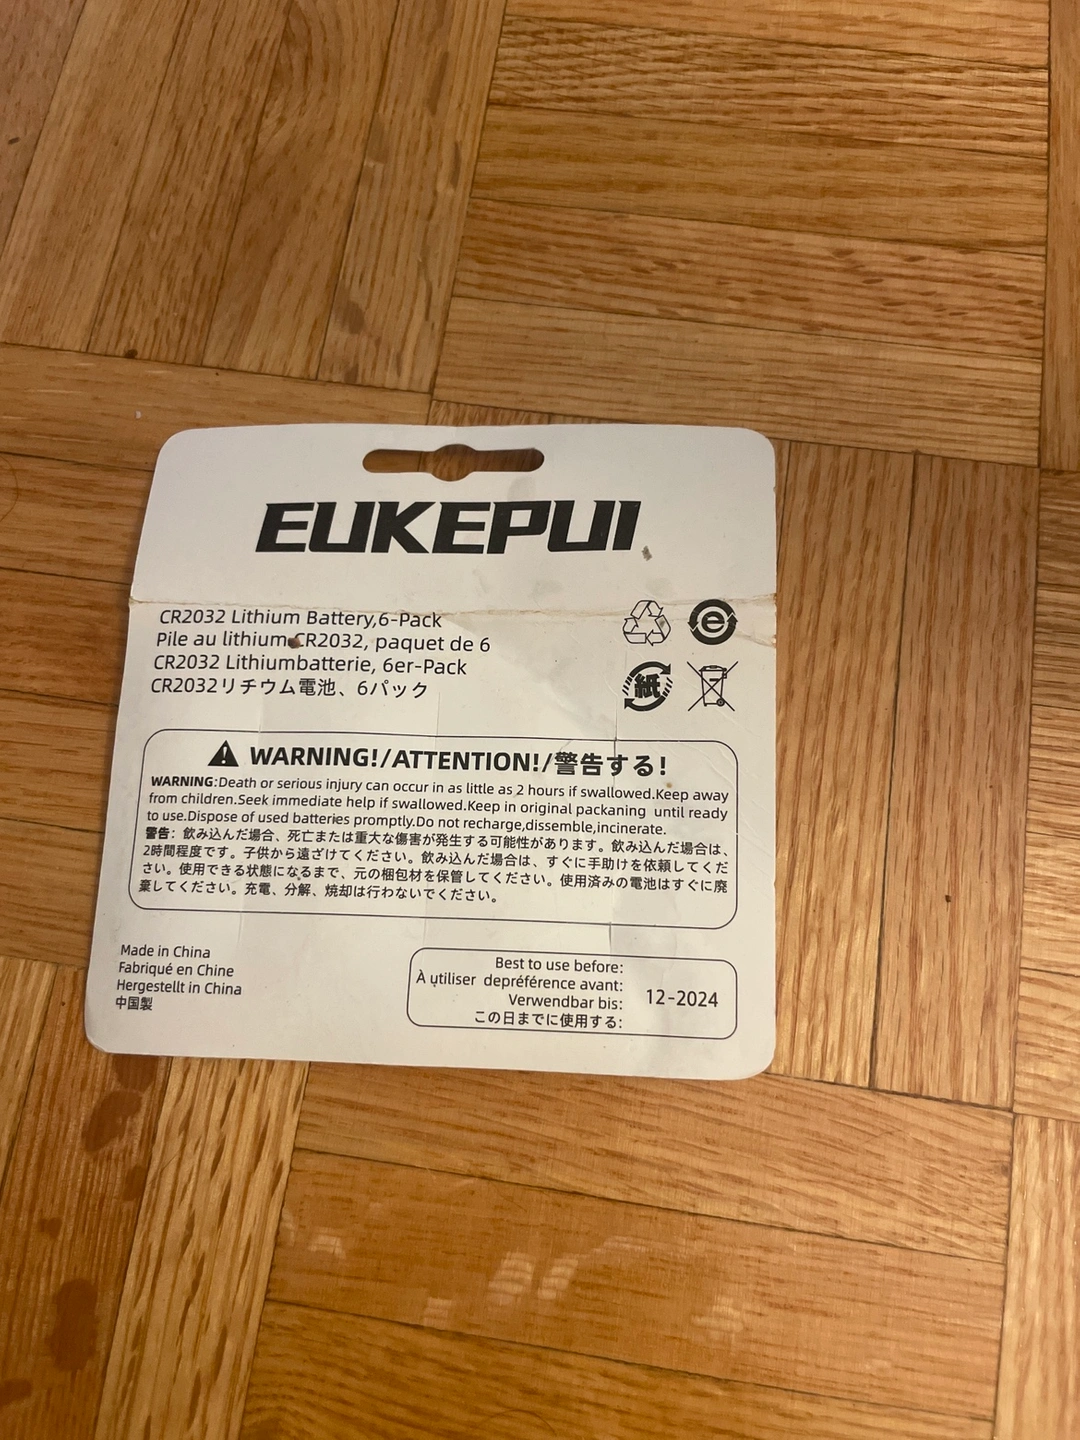 EUKEPUI
CR2032 Lithium Battery,6-Pack
Pile au lithium CR2032, paquet de 6
CR2032 Lithiumbatterie, 6er-Pack
CR2032リチウム電池、6パック
e
紙
WARNING!/ATTENTION!/警告する!
WARNING:Death or serious injury can occur in as little as 2 hours if swallowed.Keep away
from children.Seek immediate help if swallowed.Keep in original packaning until ready
to use.Dispose of used batteries promptly.Do not recharge,dissemble,incinerate.
警告: 飲み込んだ場合、死亡または重大な傷害が発生する可能性があります。飲み込んだ場合は、
2時間程度です。子供から遠ざけてください。飲み込んだ場合は、すぐに手助けを依頼してくだ
さい。使用できる状態になるまで、元の梱包材を保管してください。使用済みの電池はすぐに廃
棄してください。充電、分解、焼却は行わないでください。
Made in China
Fabriqué en Chine
Hergestellt in China
中国製
Best to use before:
À utiliser depréférence avant:
Verwendbar bis:
この日までに使用する:
12-2024